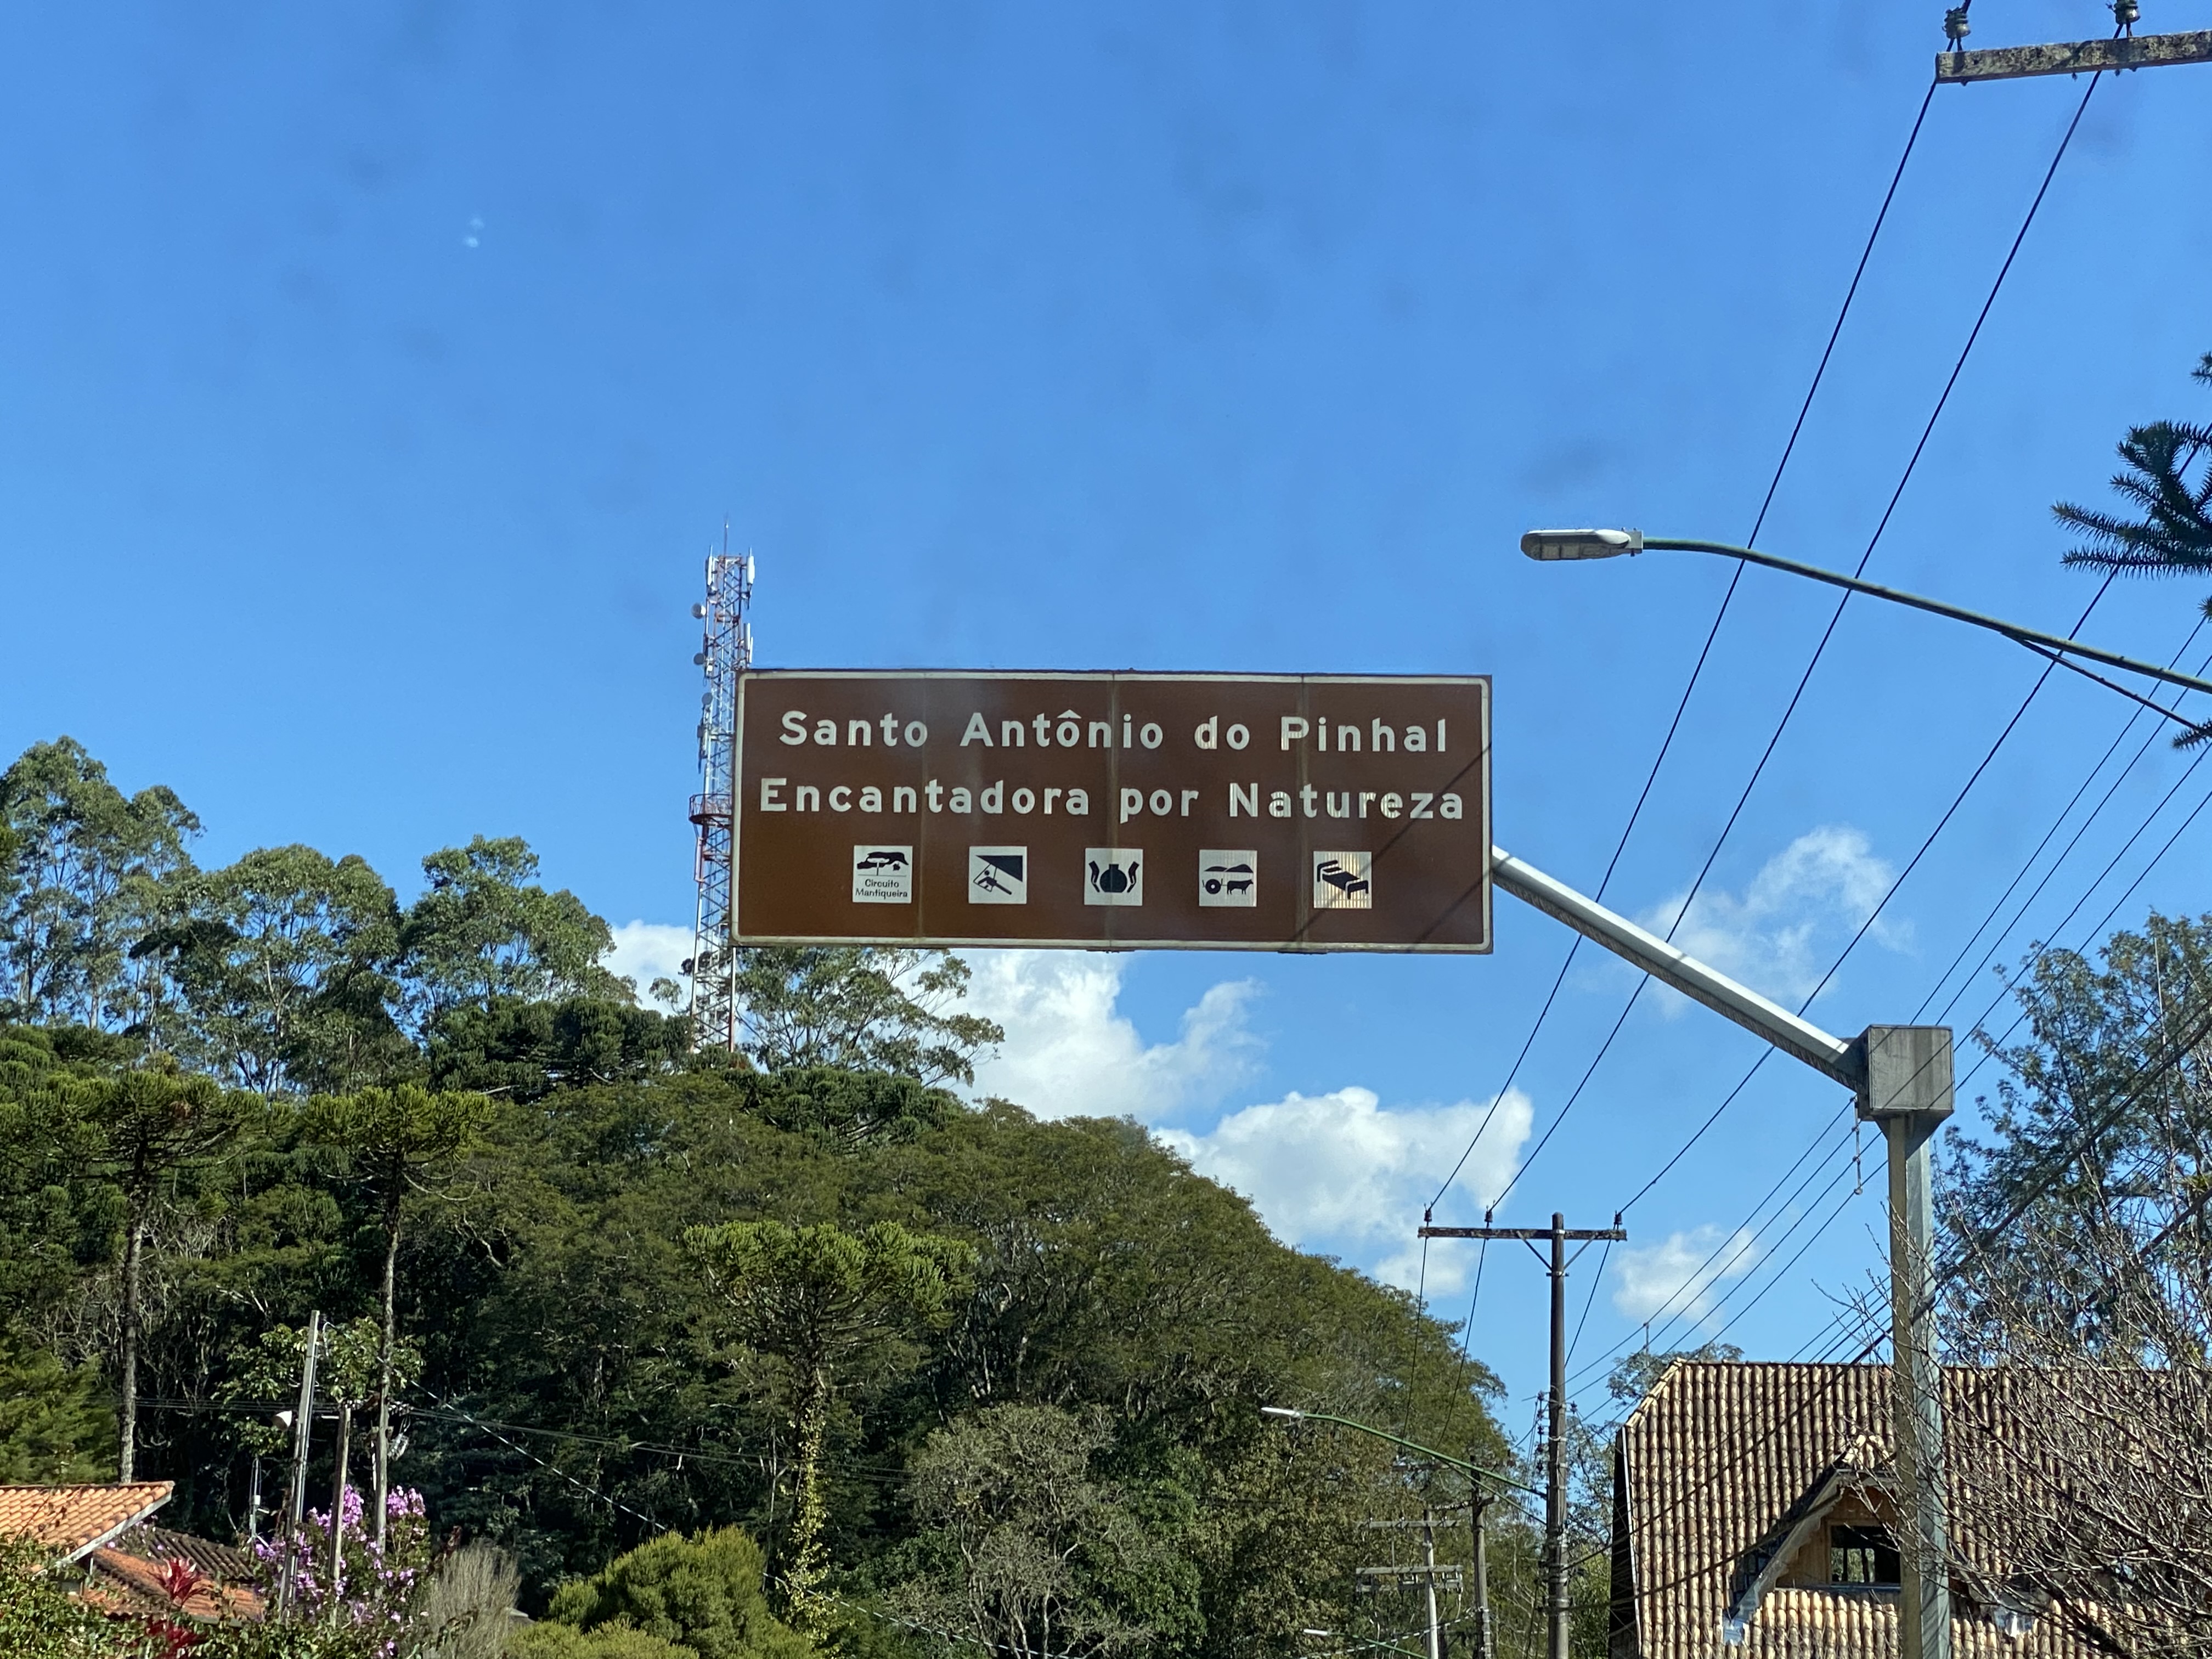 Santo Antônio do Pinhal
Encantadora por Natureza
Circuito
Mantiqueira